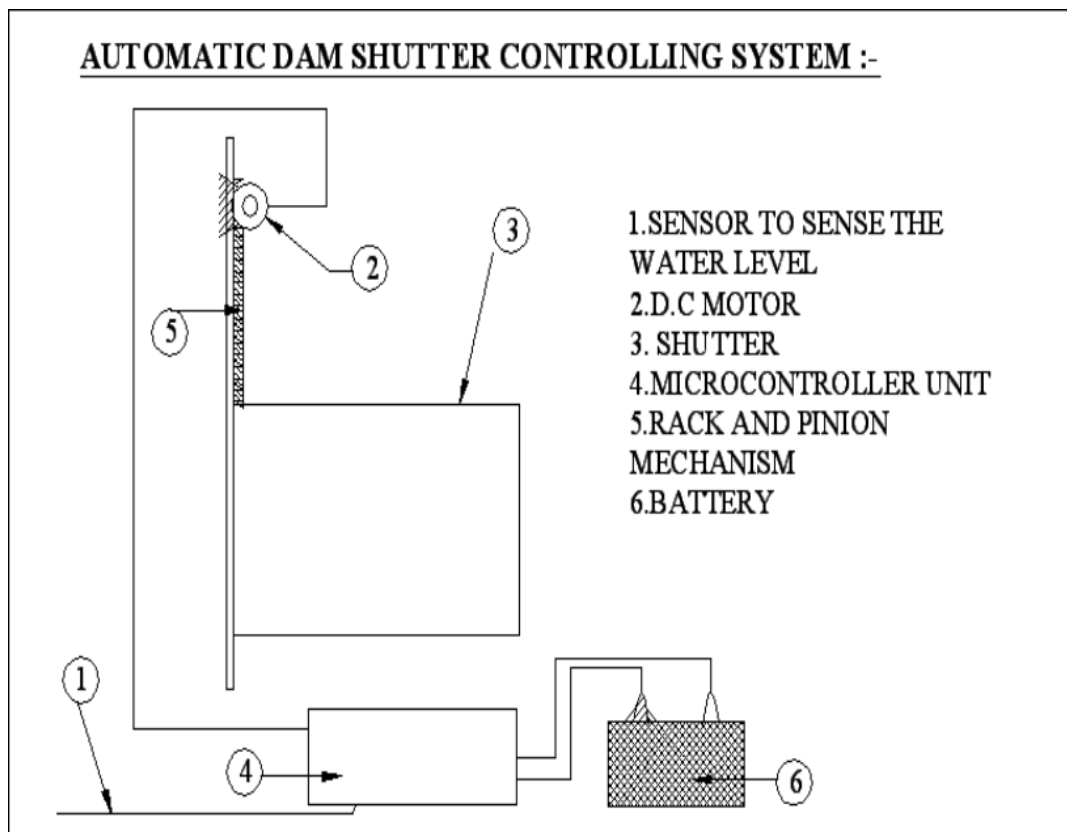 AUTOMATIC DAM SHUTTER CONTROLLING SYSTEM :-
3
2
5
1
4
6
1.SENSOR TO SENSE THE
WATER LEVEL
2.D.C MOTOR
3. SHUTTER
4.MICROCONTROLLER UNIT
5.RACK AND PINION
MECHANISM
6.BATTERY